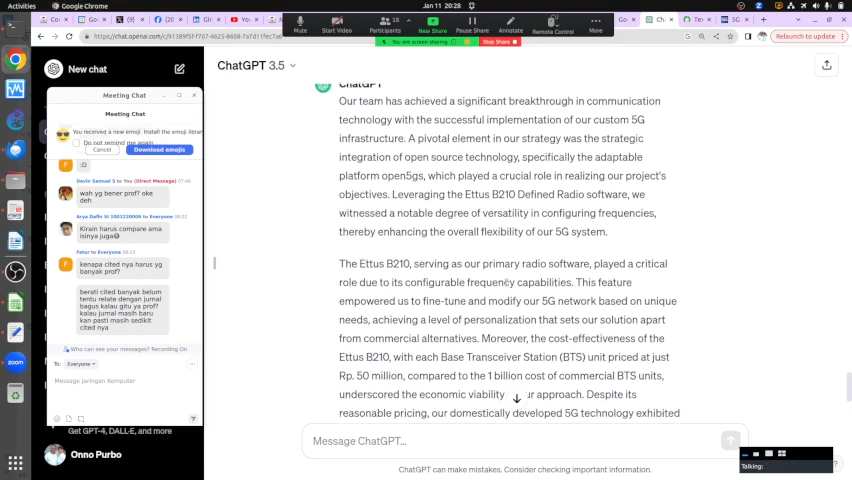 Activities
Google Chrome
Jan 11 20:28
Mute
Start Video
18
Participants
New Share
Pause Share
Annotate
Remote Control
More
You are screen sharing
Stop Share
Relaunch to update
New chat
ChatGPT 3.5
Meeting Chat
Meeting Chat
You received a new emoji. Install the emoji librar
Do not remind me again
Cancel
Download emojis
:D
Devin Samuel S to You (Direct Message) 07:46
wah yg bener prof? oke
deh
Arya Dafin SI 1801220006 to Everyone 08:22
Kirain harus compare ama
isinya juga
Fatur to Everyone 08:23
kenapa cited nya harus yg
banyak prof?
berati cited banyak belum
tentu relate dengan jurnal
bagus kalau gitu ya prof?
kalau jurnal masih baru
kan pasti masih sedikit
cited nya
Who can see your messages? Recording On
To: Everyone
Message Jaringan Komputer
Get GPT-4, DALL·E, and more
Onno Purbo
ChatGPT
Our team has achieved a significant breakthrough in communication
technology with the successful implementation of our custom 5G
infrastructure. A pivotal element in our strategy was the strategic
integration of open source technology, specifically the adaptable
platform open5gs, which played a crucial role in realizing our project's
objectives. Leveraging the Ettus B210 Defined Radio software, we
witnessed a notable degree of versatility in configuring frequencies,
thereby enhancing the overall flexibility of our 5G system.
The Ettus B210, serving as our primary radio software, played a critical
role due to its configurable frequency capabilities. This feature
empowered us to fine-tune and modify our 5G network based on unique
needs, achieving a level of personalization that sets our solution apart
from commercial alternatives. Moreover, the cost-effectiveness of the
Ettus B210, with each Base Transceiver Station (BTS) unit priced at just
Rp. 50 million, compared to the 1 billion cost of commercial BTS units,
underscored the economic viability ur approach. Despite its
reasonable pricing, our domestically developed 5G technology exhibited
Message ChatGPT...
ChatGPT can make mistakes. Consider checking important information.
Talking:
zoom